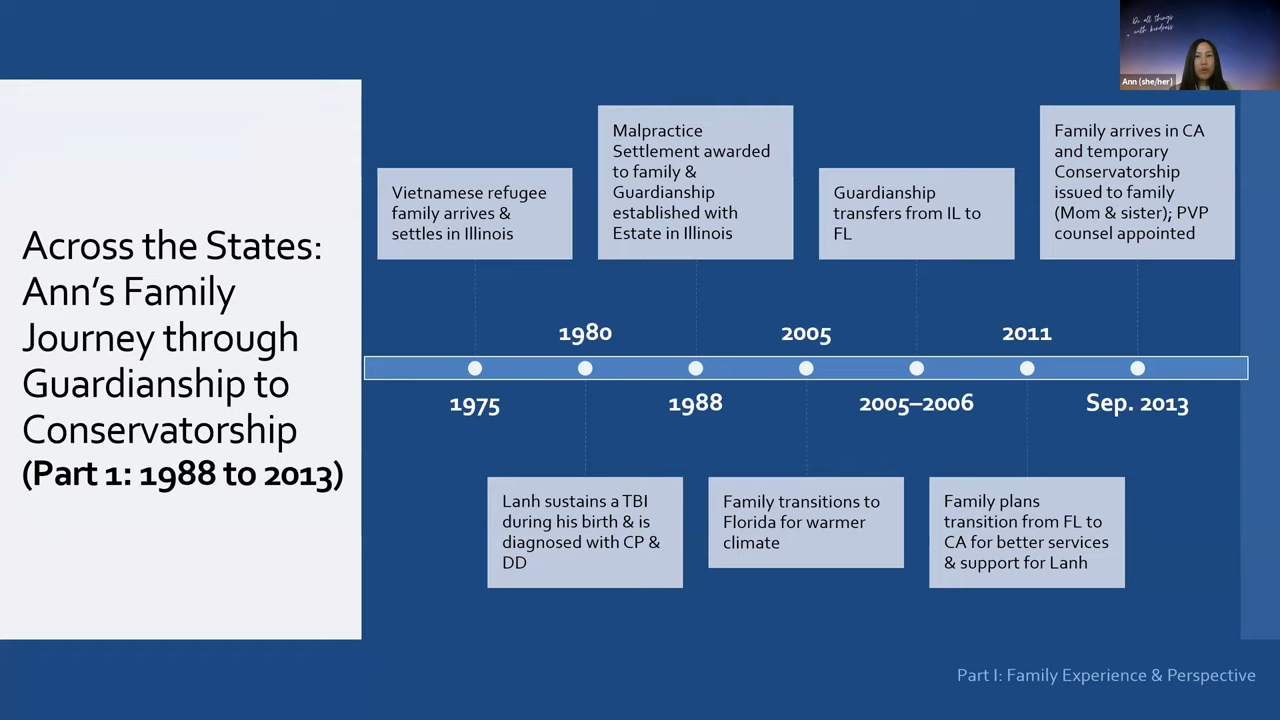 Do all things
with kindness
Ann (she/her)
Across the States:
Ann's Family
Journey through
Guardianship to
Conservatorship
(Part 1: 1988 to 2013)
Vietnamese refugee
family arrives &
settles in Illinois
1975
Lanh sustains a TBI
during his birth & is
diagnosed with CP &
DD
1980
Malpractice
Settlement awarded
to family &
Guardianship
established with
Estate in Illinois
1988
Family transitions to
Florida for warmer
climate
2005
Guardianship
transfers from IL to
FL
2005–2006
Family plans
transition from FL to
CA for better services
& support for Lanh
2011
Family arrives in CA
and temporary
Conservatorship
issued to family
(Mom & sister); PVP
counsel appointed
Sep. 2013
Part I: Family Experience & Perspective